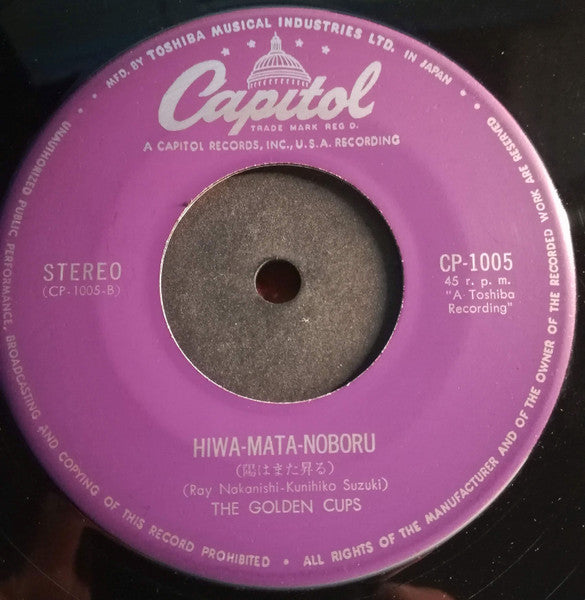 MFD. BY TOSHIBA MUSICAL INDUSTRIES LTD. IN JAPAN
Capitol
TRADE MARK REG D.
A CAPITOL RECORDS, INC., U.S.A. RECORDING
STEREO
(CP-1005-B)
CP-1005
45 r. p. m.
"A Toshiba
Recording"
HIWA-MATA-NOBORU
(陽はまた昇る)
(Ray Nakanishi-Kunihika Suzuki)
THE GOLDEN CUPS
UNAUTHORIZED PUBLIC PERFORMANCE, BROADCASTING AND COPYING OF THIS RECORD PROHIBITED • ALL RIGHTS OF THE MANUFACTURER AND OF THE OWNER OF THE RECORDED WORK ARE RESERVED